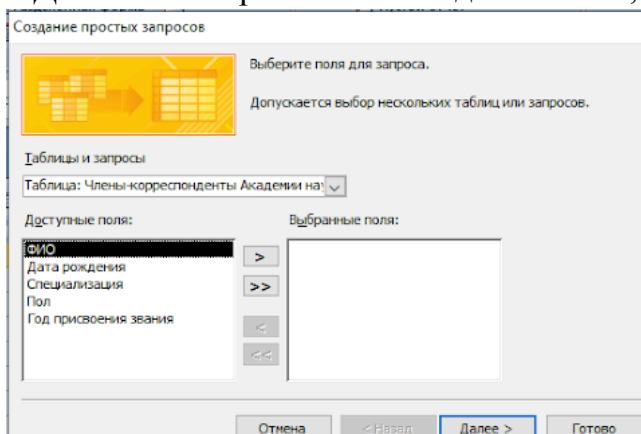 Создание простых запросов
Выберите поля для запроса.
Допускается выбор нескольких таблиц или запросов.
Таблицы и запросы
Таблица: Члены-корреспонденты Академии нау
Доступные поля:
Выбранные поля:
ФИО
Дата рождения
Специализация
Пол
Год присвоения звания
>
>>
<
<<
Отмена
< Назад
Далее >
Готово